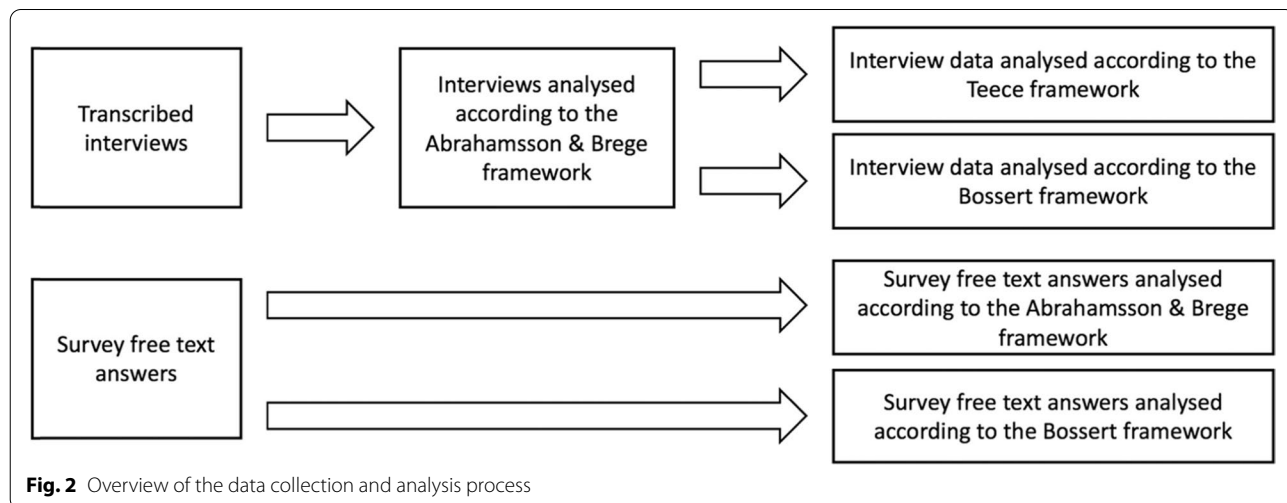 Transcribed
interviews
Interviews analysed
according to the
Abrahamsson & Brege
framework
Interview data analysed according to the
Teece framework
Interview data analysed according to the
Bossert framework
Survey free text
answers
Survey free text answers analysed
according to the Abrahamsson & Brege
framework
Survey free text answers analysed
according to the Bossert framework
Fig. 2 Overview of the data collection and analysis process